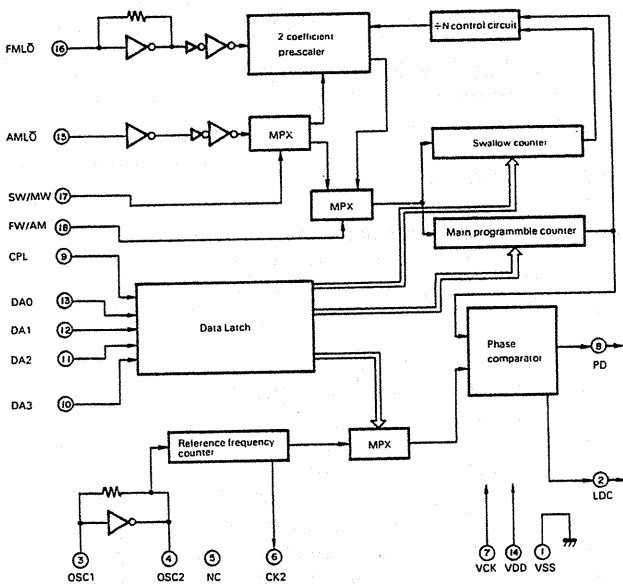 FMLŌ 16
2 coefficient
prescaler
÷N control circuit
AMLŌ 15
MPX
Swallow counter
SW/MW 17
MPX
FW/AM 18
Main programmble counter
CPL 9
DA0 13
DA1 12
DA2 11
DA3 10
Data Latch
Phase
comparator
8
PD
Reference frequency
counter
MPX
2
LDC
3
OSC1
4
OSC2
5
NC
6
CK2
7
VCK
14
VDD
1
VSS